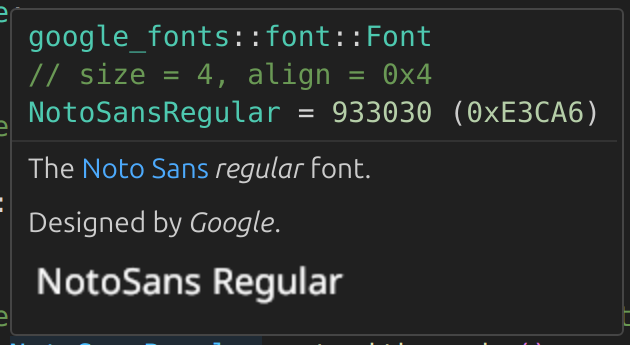 google_fonts::font::Font
// size = 4, align = 0x4
NotoSansRegular = 933030 (0xE3CA6)
The Noto Sans regular font.
Designed by Google.
NotoSans Regular